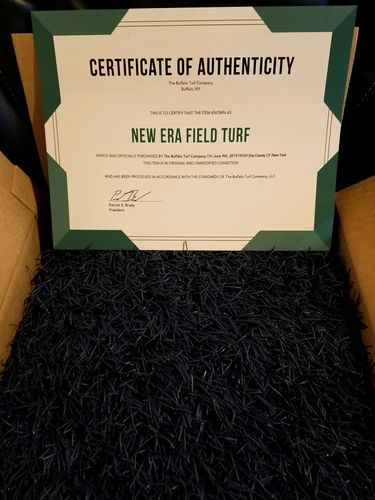 CERTIFICATE OF AUTHENTICITY
The Buffalo Turf Company
Buffalo, NY
THIS IS TO CERTIFY THAT THE ITEM KNOWN AS
NEW ERA FIELD TURF
WHICH WAS OFFICIALLY PURCHASED BY The Buffalo Turf Company ON June 9th, 2019 FROM Erie County OF New York
THIS ITEM IS IN ORIGINAL AND UNMODIFIED CONDITION
AND HAS BEEN PROCESSED IN ACCORDANCE WITH THE STANDARDS OF The Buffalo Turf Company, LLC
Patrick S. Brady
President